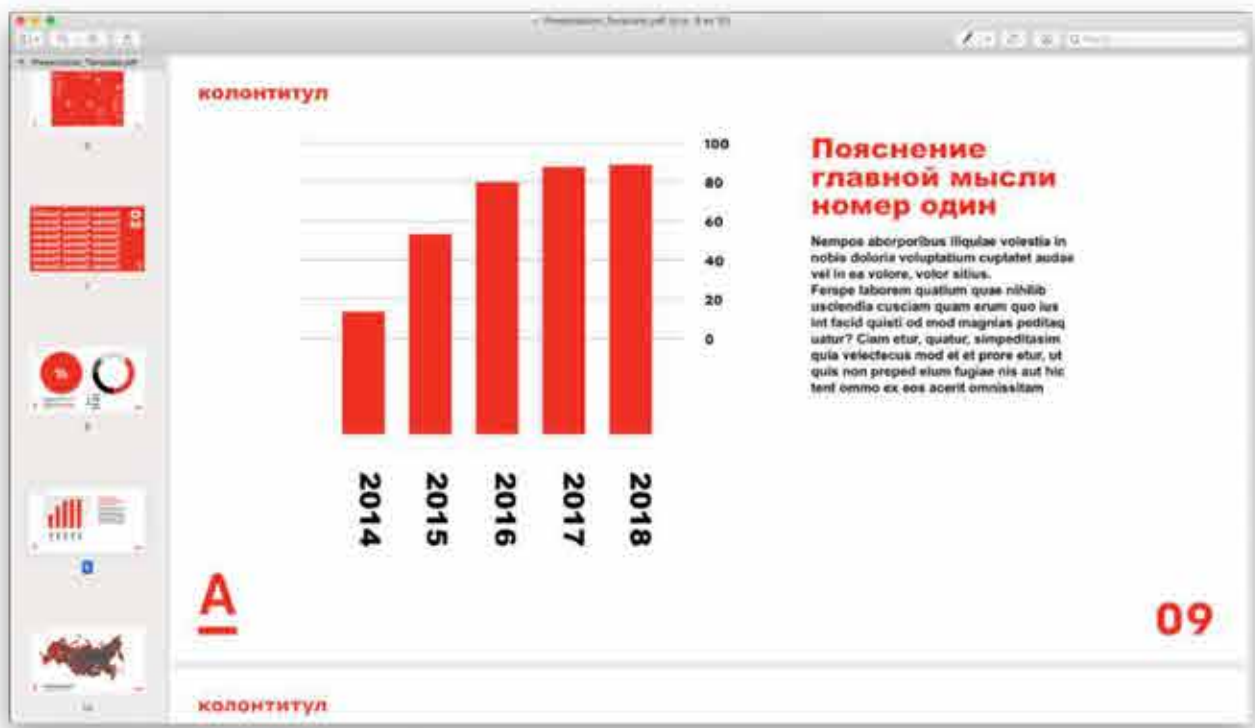 колонтитул
100
80
60
40
20
0
2014
2015
2016
2017
2018
Пояснение
главной мысли
номер один
Nempos aborporibus iliquiae volestia in
nobis doloria voluptatium cuptatet audae
vel in ea volore, volor sitius.
Ferspe laborem quatium quae nihilib
usciendia cusciam quam erum quo ius
int facid quisti od mod magnias peditaq
uatur? Ciam etur, quatur, simpeditasim
quia velectecus mod et et prore etur, ut
quis non preped elum fugiae nis aut hic
tent ommo ex eos acerit omnissitam
А
09
колонтитул